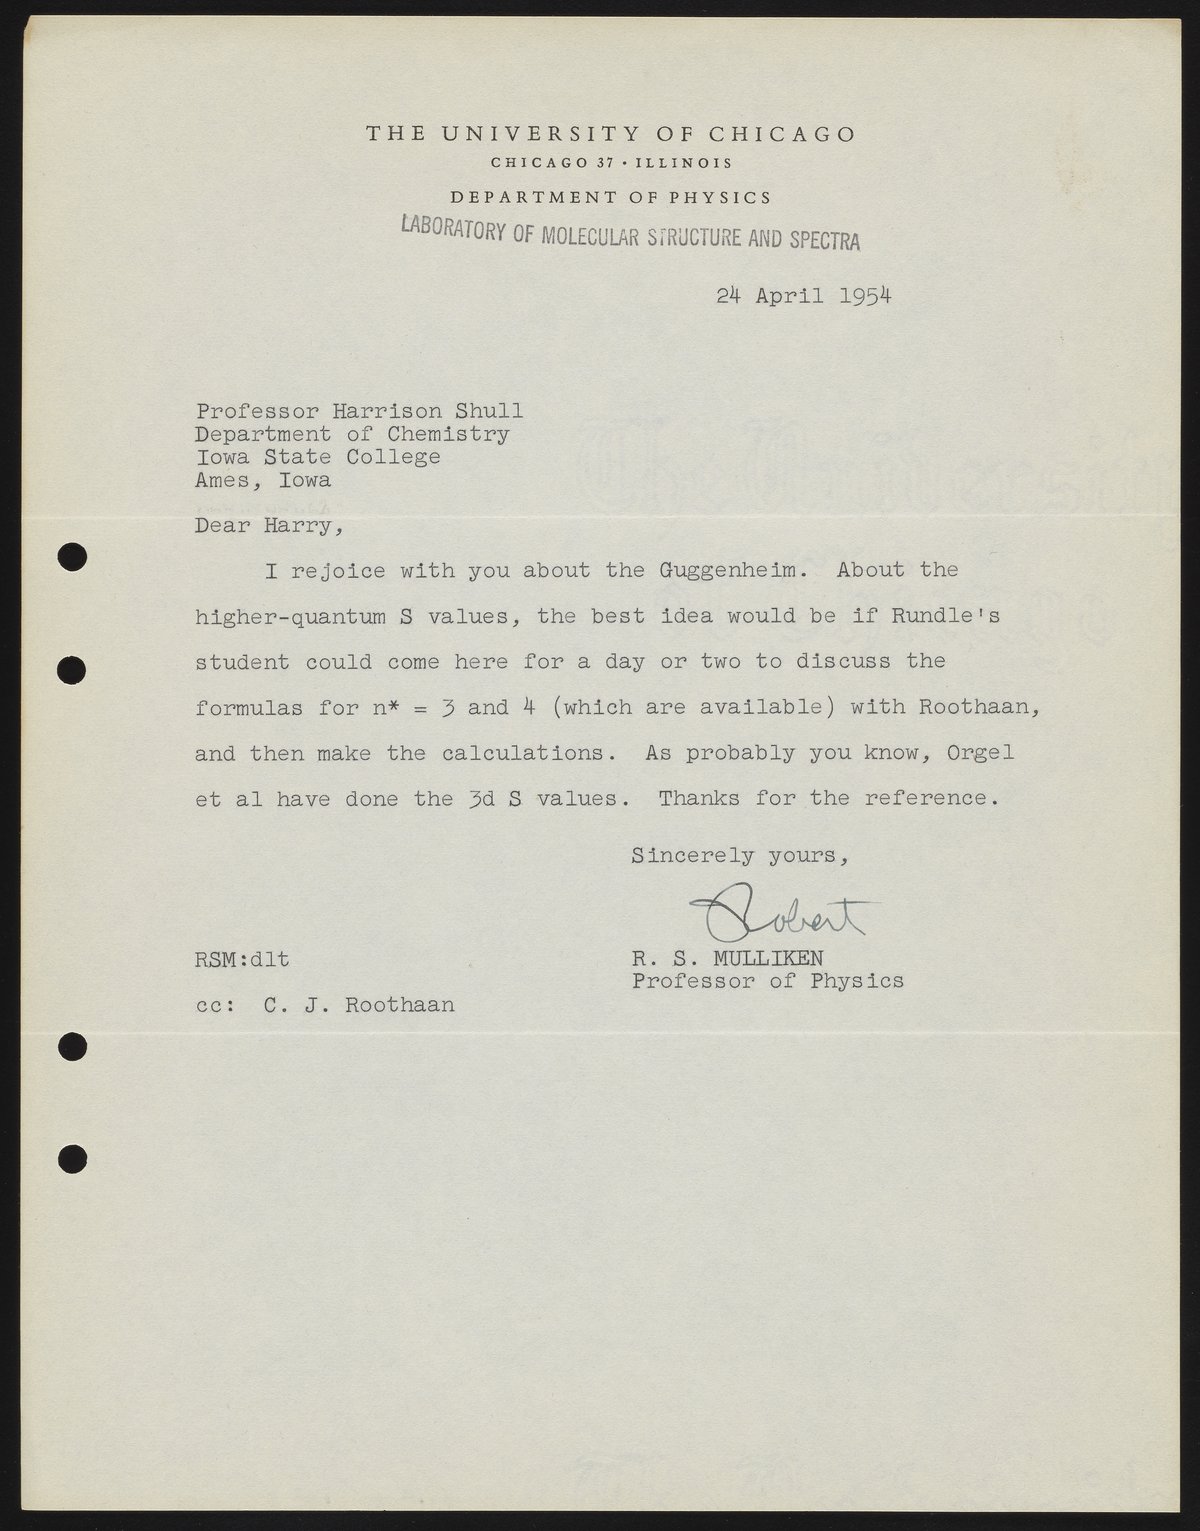 THE UNIVERSITY OF CHICAGO
CHICAGO 37 • ILLINOIS
DEPARTMENT OF PHYSICS
LABORATORY OF MOLECULAR STRUCTURE AND SPECTRA
24 April 1954
Professor Harrison Shull
Department of Chemistry
Iowa State College
Ames, Iowa
Dear Harry,
I rejoice with you about the Guggenheim. About the
higher-quantum S values, the best idea would be if Rundle's
student could come here for a day or two to discuss the
formulas for n* = 3 and 4 (which are available) with Roothaan,
and then make the calculations. As probably you know, Orgel
et al have done the 3d S values. Thanks for the reference.
Sincerely yours,
Robert
RSM:dlt
R. S. MULLIKEN
Professor of Physics
cc: C. J. Roothaan